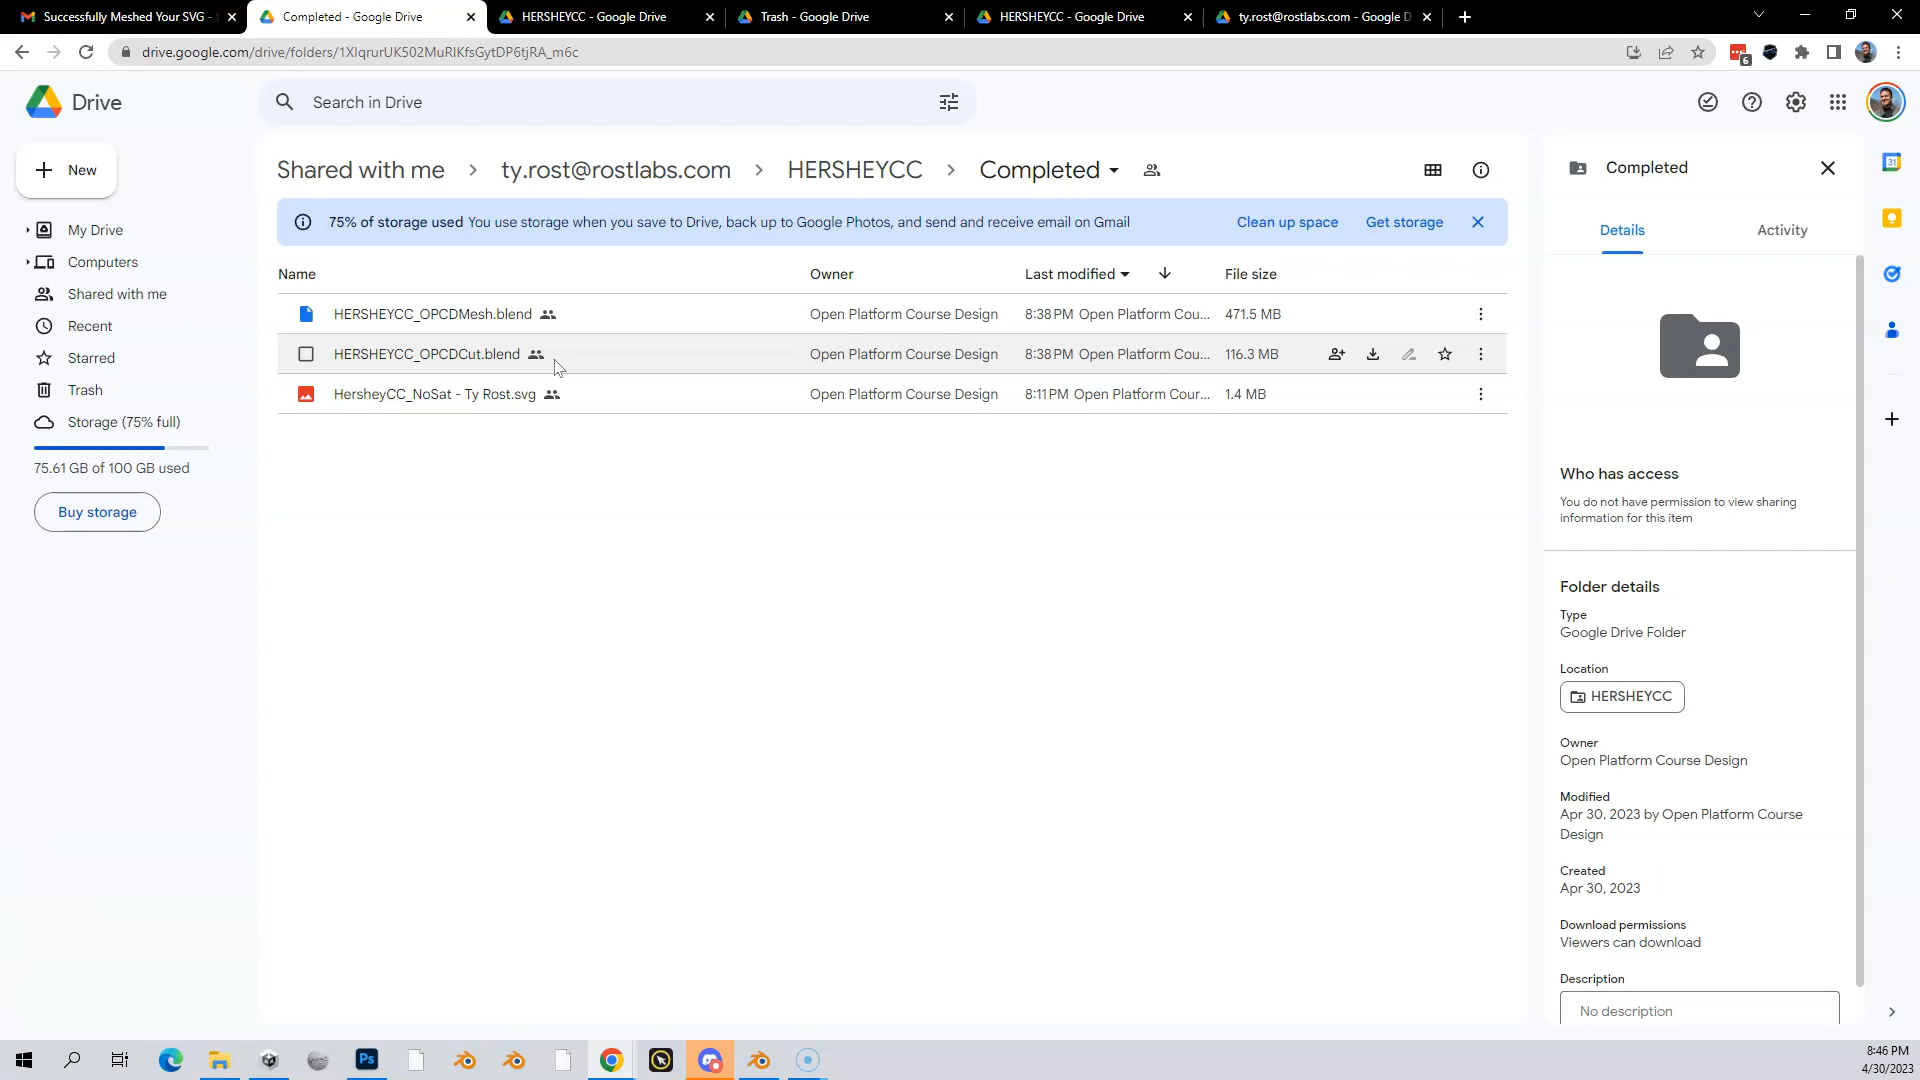 Successfully Meshed Your SVG -
Completed - Google Drive
HERSHEYCC - Google Drive
Trash - Google Drive
HERSHEYCC - Google Drive
ty.rost@rostlabs.com - Google D
drive.google.com/drive/folders/1XlqrurUK502MuRlKfsGytDP6tjRA_m6c
6
Drive
Search in Drive
New
My Drive
Computers
Shared with me
Recent
Starred
Trash
Storage (75% full)
75.61 GB of 100 GB used
Buy storage
Shared with me > ty.rost@rostlabs.com > HERSHEYCC > Completed
75% of storage used You use storage when you save to Drive, back up to Google Photos, and send and receive email on Gmail Clean up space Get storage
Name Owner Last modified File size
HERSHEYCC_OPCDMesh.blend Open Platform Course Design 8:38 PM Open Platform Cou... 471.5 MB
HERSHEYCC_OPCDCut.blend Open Platform Course Design 8:38 PM Open Platform Cou... 116.3 MB
HersheyCC_NoSat - Ty Rost.svg Open Platform Course Design 8:11 PM Open Platform Cour... 1.4 MB
Completed
Details Activity
31
Who has access
You do not have permission to view sharing
information for this item
Folder details
Type
Google Drive Folder
Location
HERSHEYCC
Owner
Open Platform Course Design
Modified
Apr 30, 2023 by Open Platform Course
Design
Created
Apr 30, 2023
Download permissions
Viewers can download
Description
No description
Ps
8:46 PM
4/30/2023